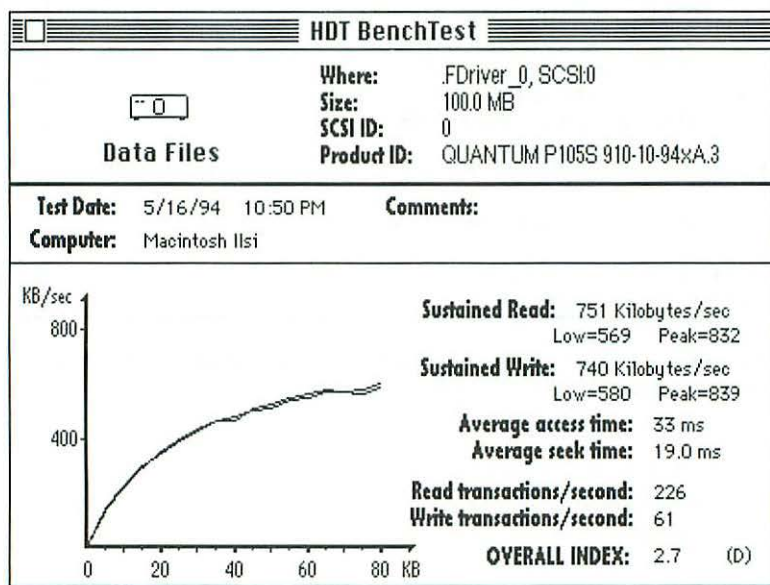 HDT BenchTest
0
Data Files
Where: .FDriver_0, SCSI:0
Size: 100.0 MB
SCSI ID: 0
Product ID: QUANTUM P105S 910-10-94xA.3
Test Date: 5/16/94 10:50 PM Comments:
Computer: Macintosh IIsi
KB/sec
800
400
0 20 40 60 80 KB
Sustained Read: 751 Kilobytes/sec
Low=569 Peak=832
Sustained Write: 740 Kilobytes/sec
Low=580 Peak=839
Average access time: 33 ms
Average seek time: 19.0 ms
Read transactions/second: 226
Write transactions/second: 61
OVERALL INDEX: 2.7 (D)